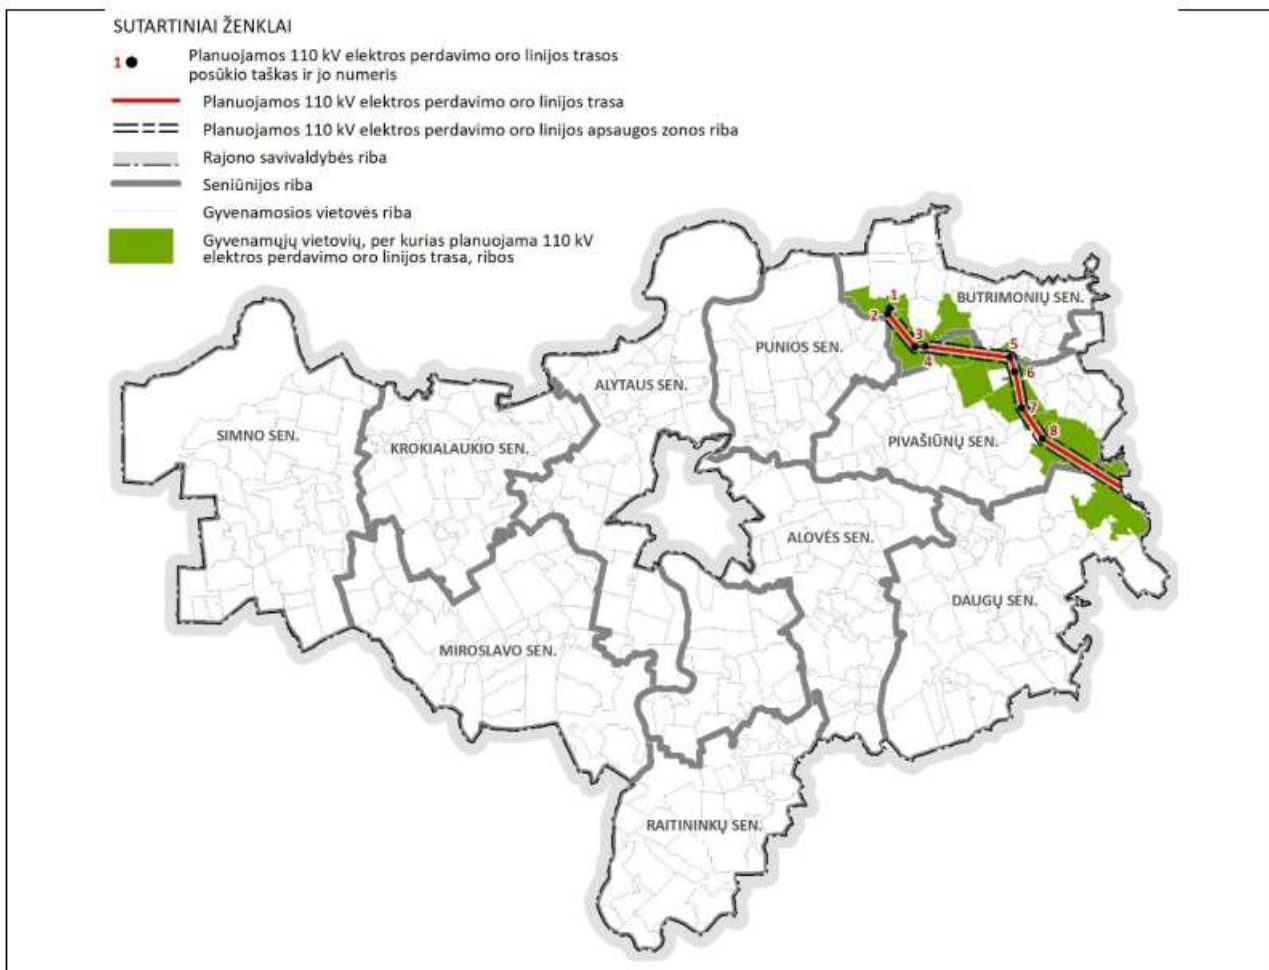 SUTARTINIAI ŽENKLAI
1 Planuojamos 110 kV elektros perdavimo oro linijos trasos
posūkio taškas ir jo numeris
Planuojamos 110 kV elektros perdavimo oro linijos trasa
Planuojamos 110 kV elektros perdavimo oro linijos apsaugos zonos riba
Rajono savivaldybės riba
Seniūnijos riba
Gyvenamosios vietovės riba
Gyvenamųjų vietovių, per kurias planuojama 110 kV
elektros perdavimo oro linijos trasa, ribos
1
BUTRIMONIŲ SEN.
2
3
PUNIOS SEN.
4
5
6
ALYTAUS SEN.
7
SIMNO SEN.
8
PIVAŠIŪNŲ SEN.
KROKIALAUKIO SEN.
ALOVĖS SEN.
DAUGŲ SEN.
MIROSLAVO SEN.
RAITININKŲ SEN.